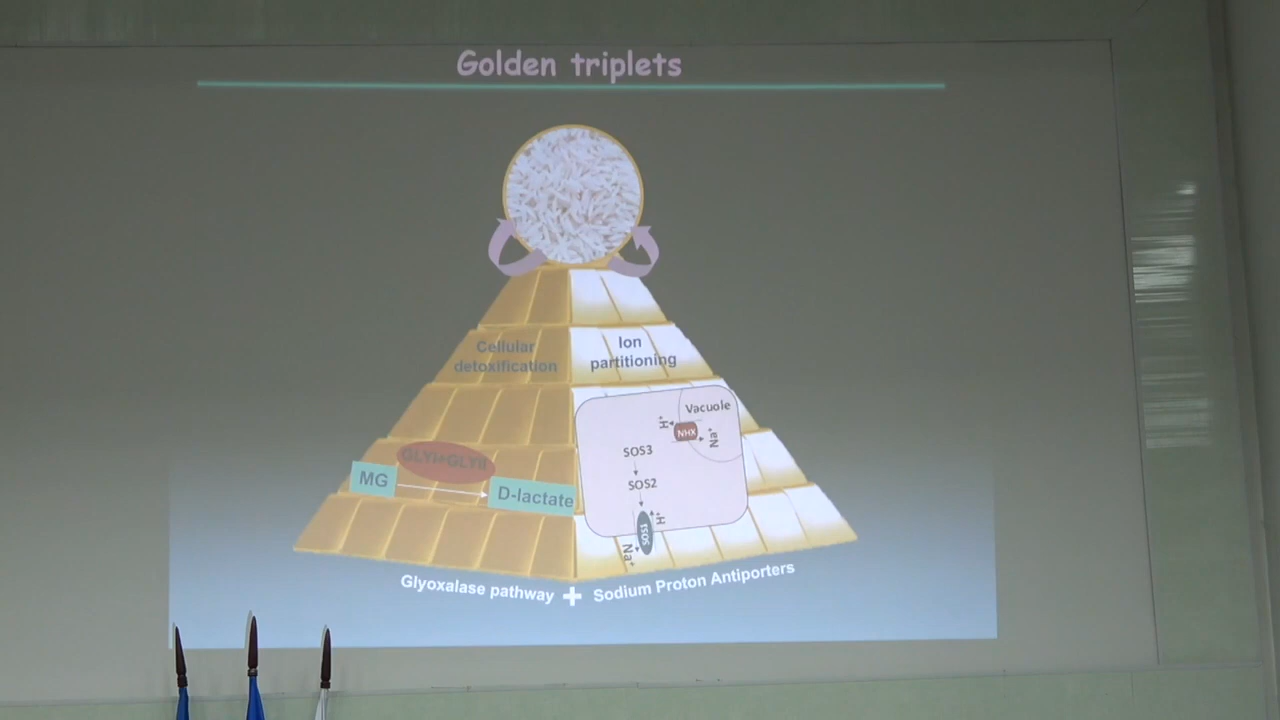 Golden triplets
Cellular
detoxification
Ion
partitioning
Vacuole
H+
NHX
Na+
SOS3
SOS2
SOS1
H+
Na+
GLYI+GLYII
MG
D-lactate
Glyoxalase pathway + Sodium Proton Antiporters